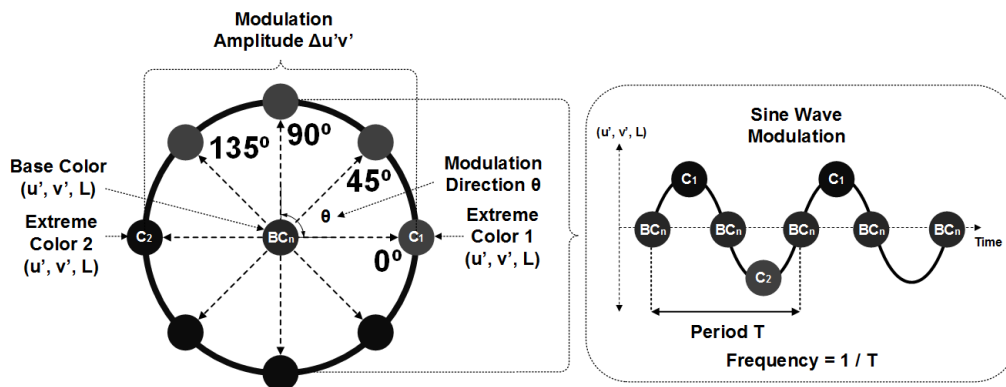 Modulation
Amplitude Δu'v'
90º
135º
45º
0º
θ
Base Color
(u', v', L)
Modulation
Direction θ
Extreme
Color 2
(u', v', L)
C₂
BCₙ
C₁
Extreme
Color 1
(u', v', L)
Sine Wave
Modulation
(u', v', L)
C₁
C₁
BCₙ
BCₙ
BCₙ
BCₙ
BCₙ
Time
C₂
Period T
Frequency = 1 / T